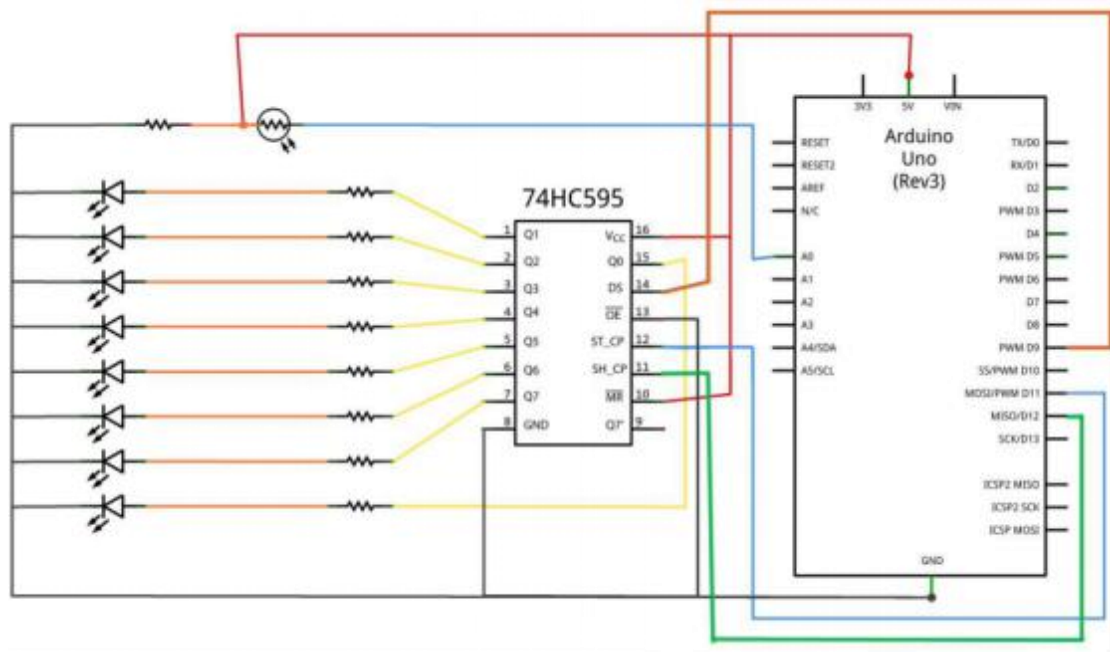 74HC595
1 Q1
2 Q2
3 Q3
4 Q4
5 Q5
6 Q6
7 Q7
8 GND
VCC 16
Q0 15
DS 14
OE 13
ST_CP 12
SH_CP 11
MR 10
Q7' 9
3V3 5V VIN
Arduino
Uno
(Rev3)
RESET
RESET2
AREF
N/C
A0
A1
A2
A3
A4/SDA
A5/SCL
TX/D0
RX/D1
D2
PWM D3
D4
PWM D5
PWM D6
D7
D8
PWM D9
SS/PWM D10
MOSI/PWM D11
MISO/D12
SCK/D13
ICSP2 MISO
ICSP2 SCK
ICSP MOSI
GND